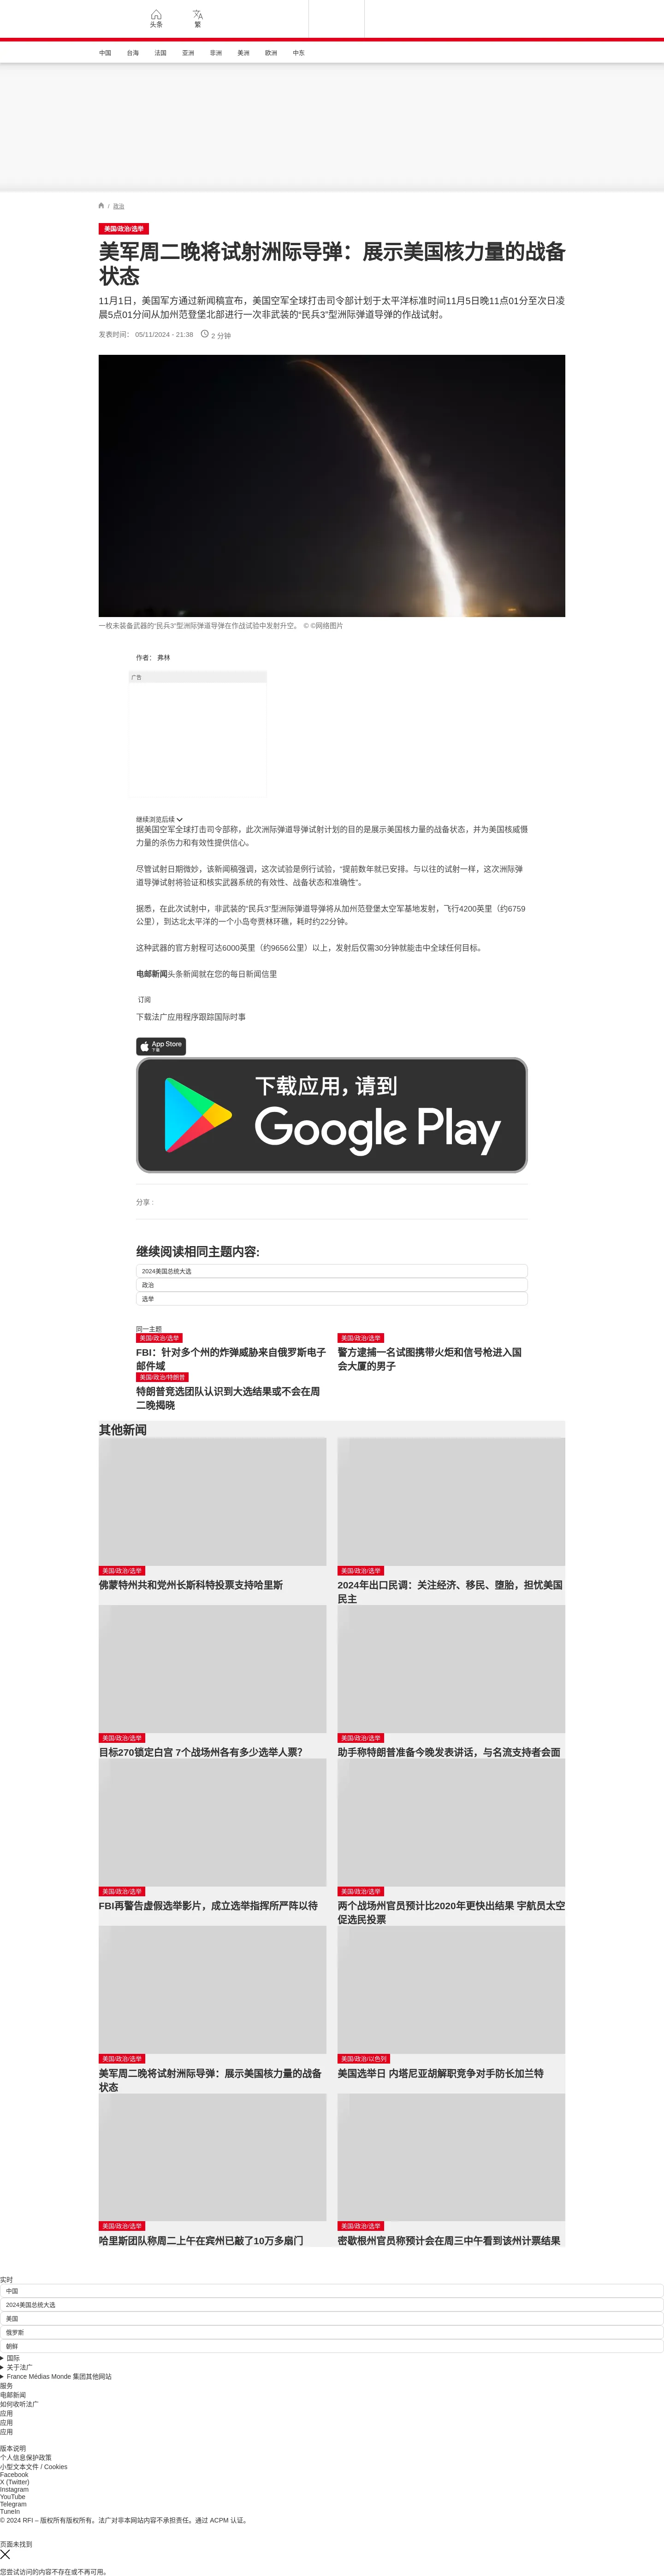 头条
繁
中国 台海 法国 亚洲 非洲 美洲 欧洲 中东
/ 政治
美国/政治/选举
美军周二晚将试射洲际导弹：展示美国核力量的战备
状态
11月1日，美国军方通过新闻稿宣布，美国空军全球打击司令部计划于太平洋标准时间11月5日晚11点01分至次日凌
晨5点01分间从加州范登堡北部进行一次非武装的“民兵3”型洲际弹道导弹的作战试射。
发表时间： 05/11/2024 - 21:38 2 分钟
一枚未装备武器的“民兵3”型洲际弹道导弹在作战试验中发射升空。 © ©网络图片
作者： 弗林
广告
继续浏览后续
据美国空军全球打击司令部称，此次洲际弹道导弹试射计划的目的是展示美国核力量的战备状态，并为美国核威慑
力量的杀伤力和有效性提供信心。
尽管试射日期微妙，该新闻稿强调，这次试验是例行试验，“提前数年就已安排。与以往的试射一样，这次洲际弹
道导弹试射将验证和核实武器系统的有效性、战备状态和准确性”。
据悉，在此次试射中，非武装的“民兵3”型洲际弹道导弹将从加州范登堡太空军基地发射，飞行4200英里（约6759
公里），到达北太平洋的一个小岛夸贾林环礁，耗时约22分钟。
这种武器的官方射程可达6000英里（约9656公里）以上，发射后仅需30分钟就能击中全球任何目标。
电邮新闻头条新闻就在您的每日新闻信里
订阅
下载法广应用程序跟踪国际时事
App Store
下载
下载应用，请到
Google Play
分享 :
继续阅读相同主题内容:
2024美国总统大选
政治
选举
同一主题
美国/政治/选举
FBI：针对多个州的炸弹威胁来自俄罗斯电子
邮件域
美国/政治/选举
警方逮捕一名试图携带火炬和信号枪进入国
会大厦的男子
美国/政治/特朗普
特朗普竞选团队认识到大选结果或不会在周
二晚揭晓
其他新闻
美国/政治/选举
佛蒙特州共和党州长斯科特投票支持哈里斯
美国/政治/选举
2024年出口民调：关注经济、移民、堕胎，担忧美国
民主
美国/政治/选举
目标270锁定白宫 7个战场州各有多少选举人票？
美国/政治/选举
助手称特朗普准备今晚发表讲话，与名流支持者会面
美国/政治/选举
FBI再警告虚假选举影片，成立选举指挥所严阵以待
美国/政治/选举
两个战场州官员预计比2020年更快出结果 宇航员太空
促选民投票
美国/政治/选举
美军周二晚将试射洲际导弹：展示美国核力量的战备
状态
美国/政治/以色列
美国选举日 内塔尼亚胡解职竞争对手防长加兰特
美国/政治/选举
哈里斯团队称周二上午在宾州已敲了10万多扇门
美国/政治/选举
密歇根州官员称预计会在周三中午看到该州计票结果
实时
中国
2024美国总统大选
美国
俄罗斯
朝鲜
国际
关于法广
France Médias Monde 集团其他网站
服务
电邮新闻
如何收听法广
应用
应用
应用
版本说明
个人信息保护政策
小型文本文件 / Cookies
Facebook
X (Twitter)
Instagram
YouTube
Telegram
TuneIn
© 2024 RFI – 版权所有版权所有。法广对非本网站内容不承担责任。通过 ACPM 认证。
页面未找到
您尝试访问的内容不存在或不再可用。